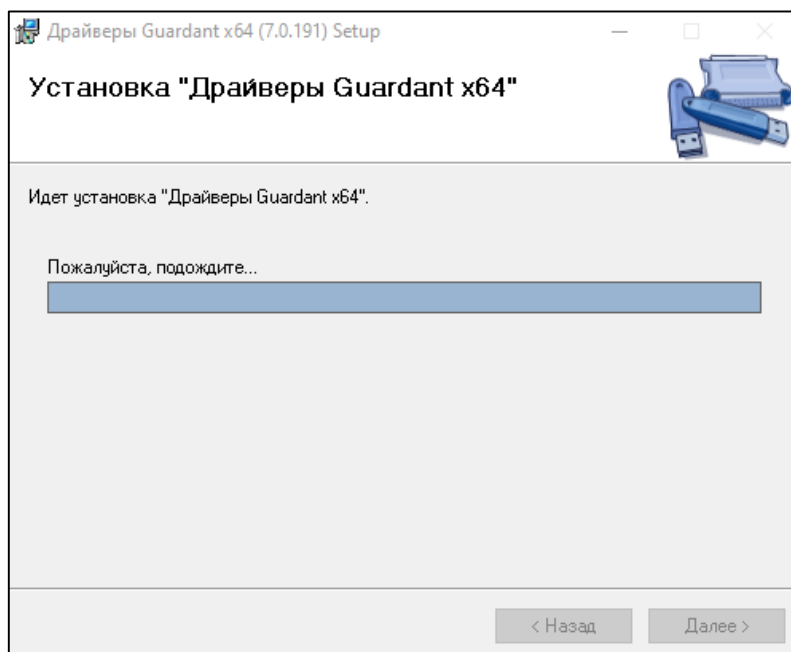 Драйверы Guardant x64 (7.0.191) Setup
Установка "Драйверы Guardant x64"
Идет установка "Драйверы Guardant x64".
Пожалуйста, подождите...
< Назад
Далее >